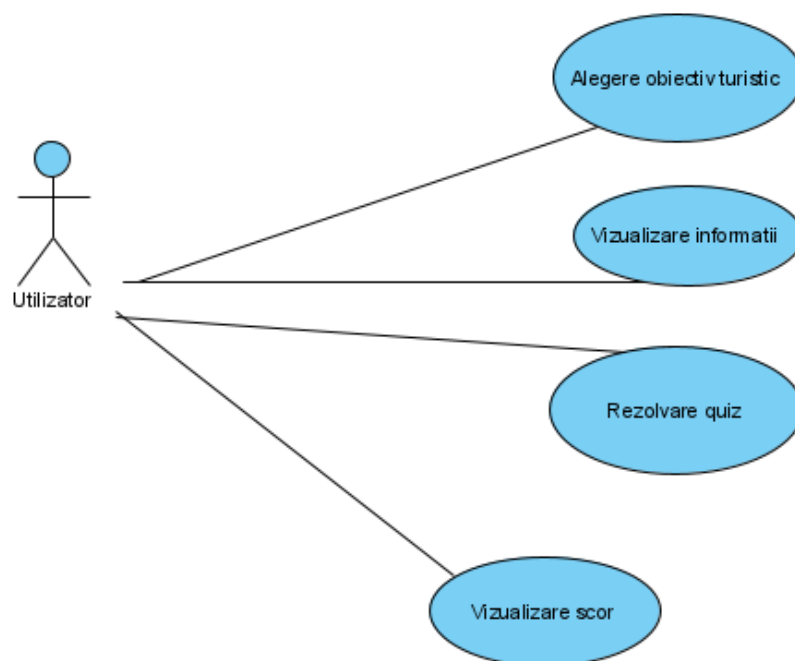 Alegere obiectiv turistic
Vizualizare informatii
Utilizator
Rezolvare quiz
Vizualizare scor